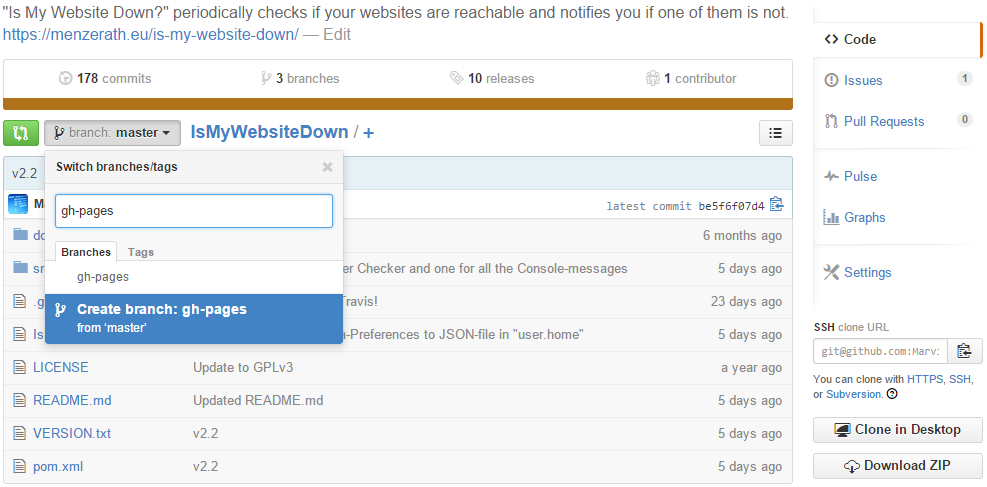 "Is My Website Down?" periodically checks if your websites are reachable and notifies you if one of them is not.
https://menzerath.eu/is-my-website-down/ — Edit
178 commits
3 branches
10 releases
1 contributor
branch: master
IsMyWebsiteDown / +
Switch branches/tags
v2.2
gh-pages
latest commit be5f6f07d4
Branches
Tags
6 months ago
gh-pages
er Checker and one for all the Console-messages
5 days ago
Create branch: gh-pages
from 'master'
Travis!
23 days ago
-Preferences to JSON-file in "user.home"
5 days ago
LICENSE
Update to GPLv3
a year ago
README.md
Updated README.md
5 days ago
VERSION.txt
v2.2
5 days ago
pom.xml
v2.2
5 days ago
Code
Issues
1
Pull Requests
0
Pulse
Graphs
Settings
SSH clone URL
git@github.com:Marv
You can clone with HTTPS, SSH,
or Subversion.
Clone in Desktop
Download ZIP